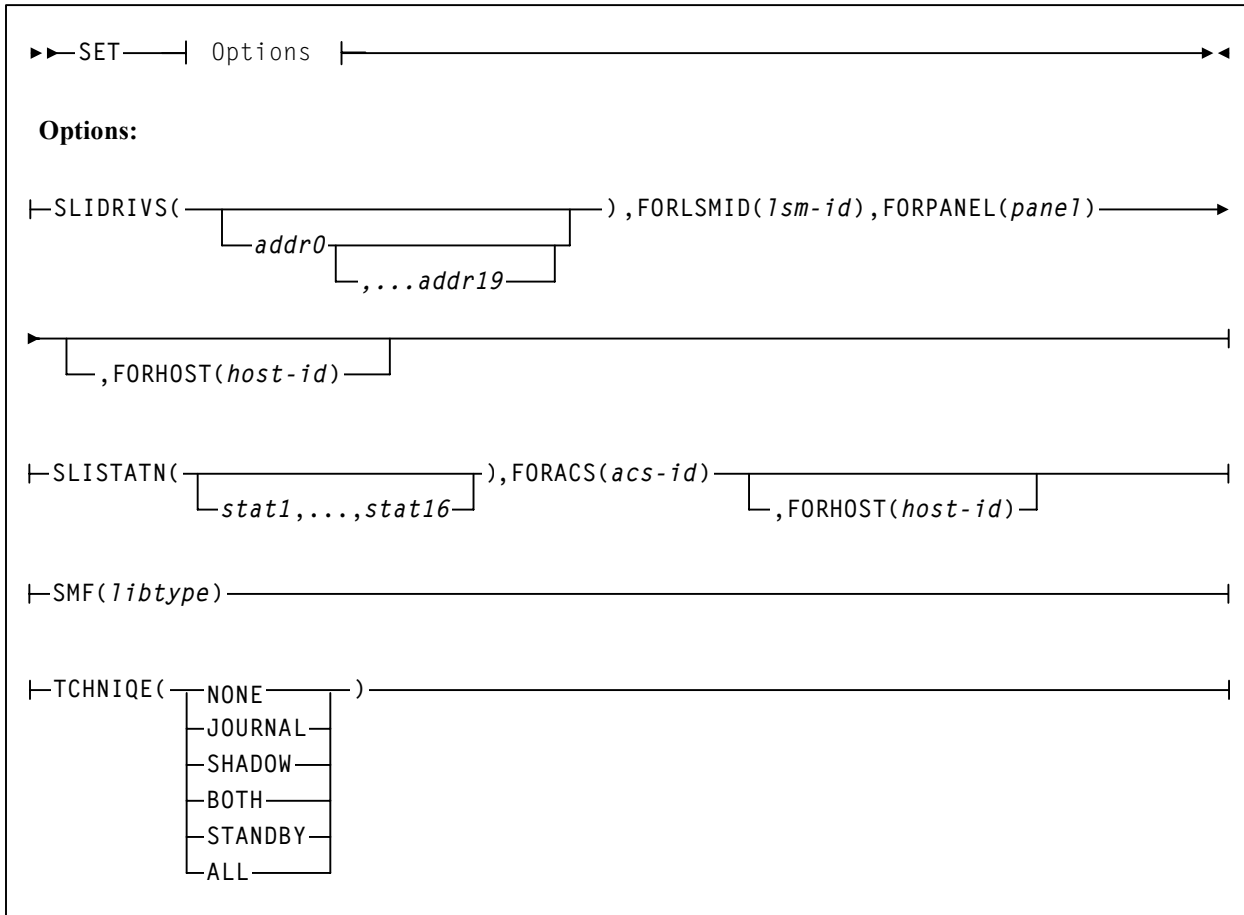 SET Options
Options:
SLIDRIVS( ),FORLSMID(lsm-id),FORPANEL(panel)
addr0
,...addr19
,FORHOST(host-id)
SLISTATN( ),FORACS(acs-id)
stat1,...,stat16 ,FORHOST(host-id)
SMF(libtype)
TCHNIQE( NONE )
JOURNAL
SHADOW
BOTH
STANDBY
ALL